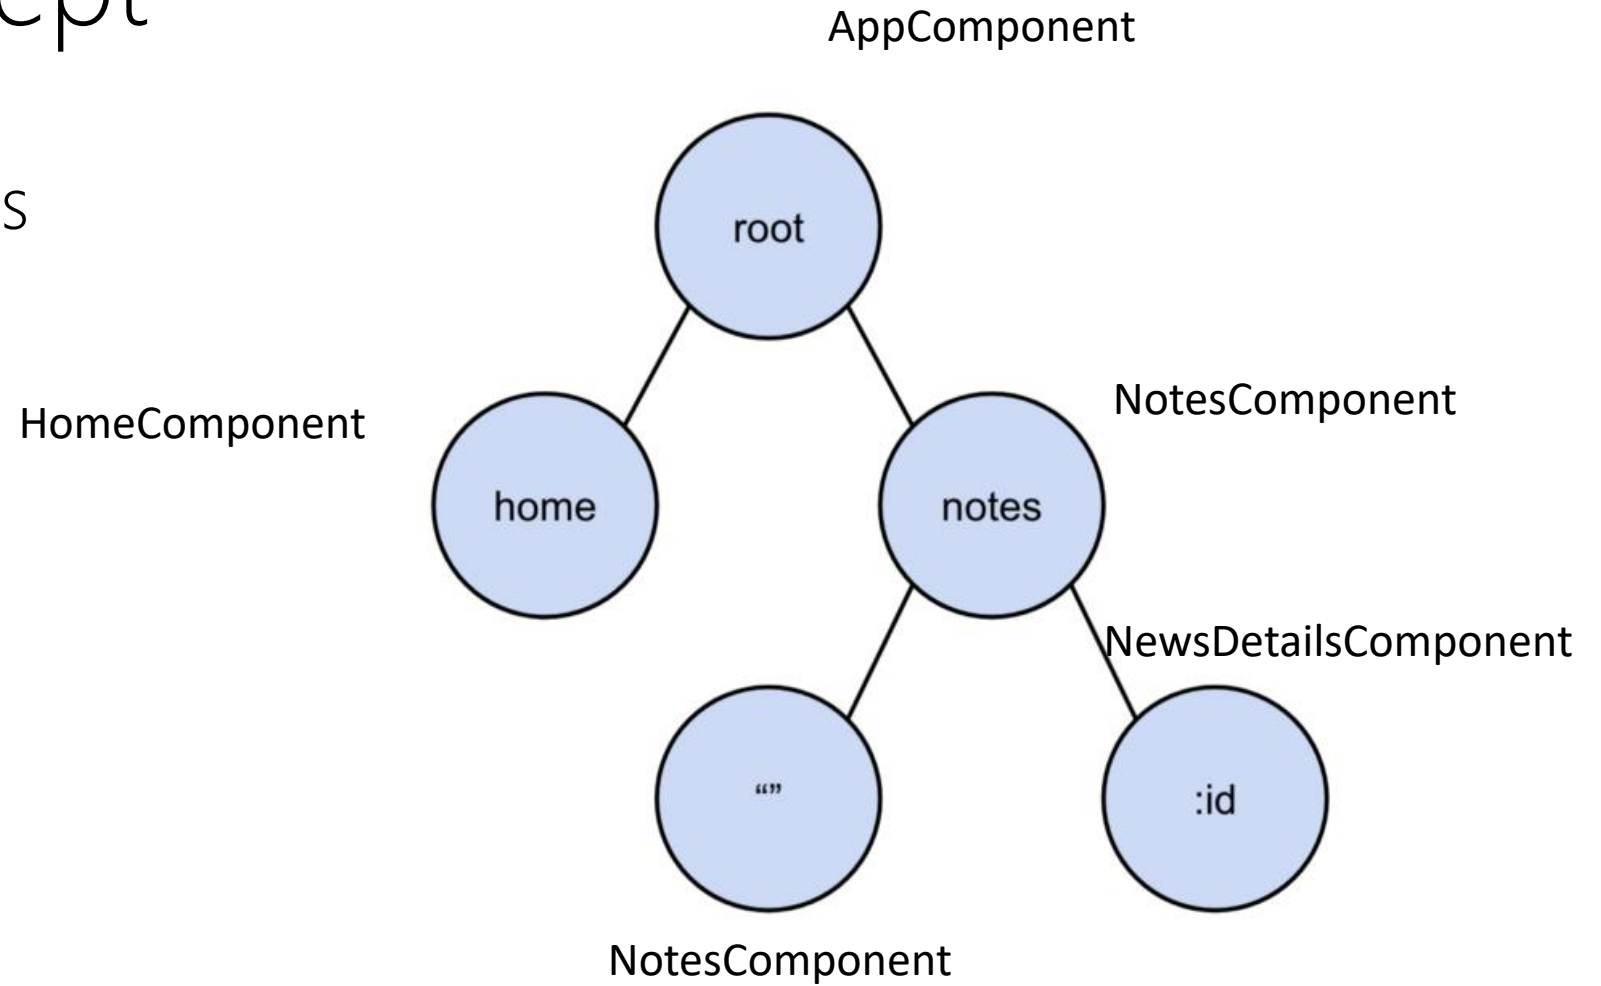 ept
AppComponent
s
root
HomeComponent
NotesComponent
home
notes
NewsDetailsComponent
“”
:id
NotesComponent